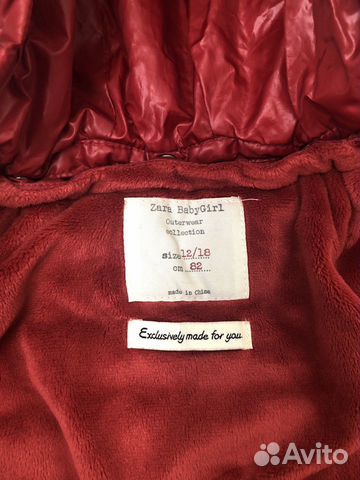 Zara BabyGirl
Outerwear
collection
size 12/18
cm 82
made in China
Exclusively made for you
Avito